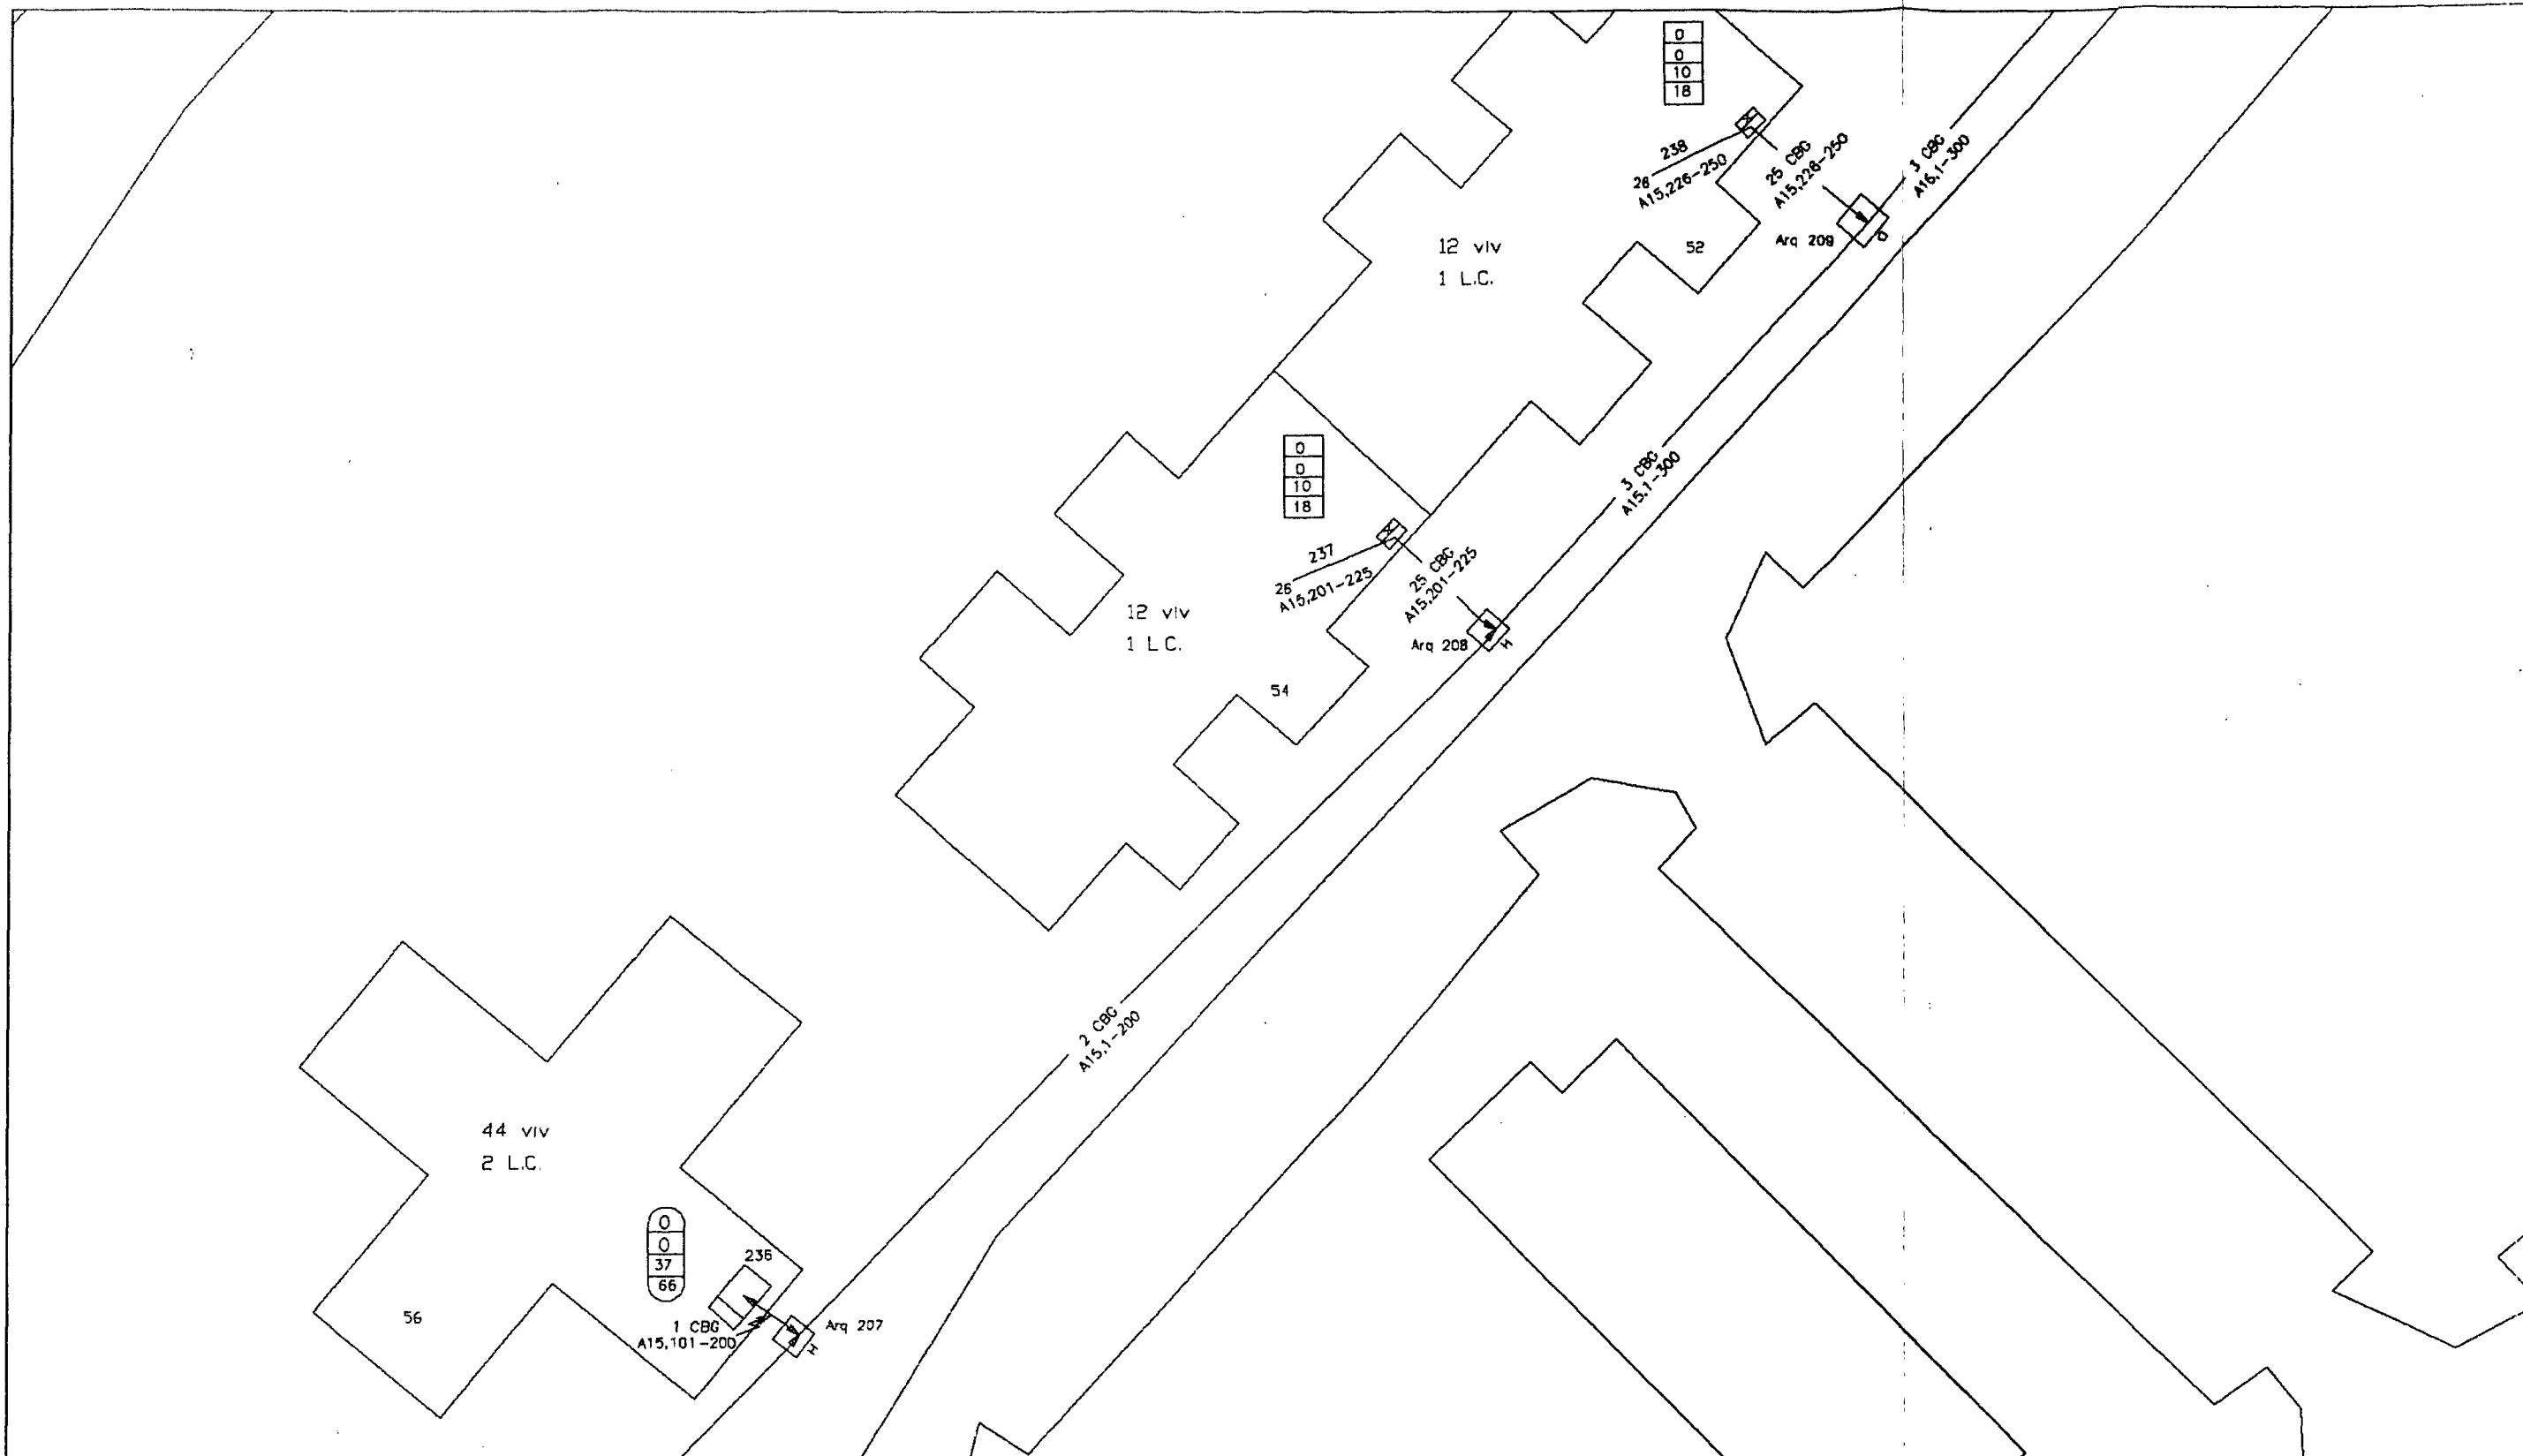 0
0
10
18
238
26
A15,226-250
25 CBG
A15,226-250
3 CBG
A16,1-300
Arq 209
D
52
12 viv
1 L.C.
0
0
10
18
237
26
A15,201-225
25 CBG
A15,201-225
3 CBG
A15,1-300
Arq 208
H
12 viv
1 L C.
54
2 CBG
A15,1-200
44 viv
2 L.C.
0
0
37
66
236
1 CBG
A15,101-200
Arq 207
H
56